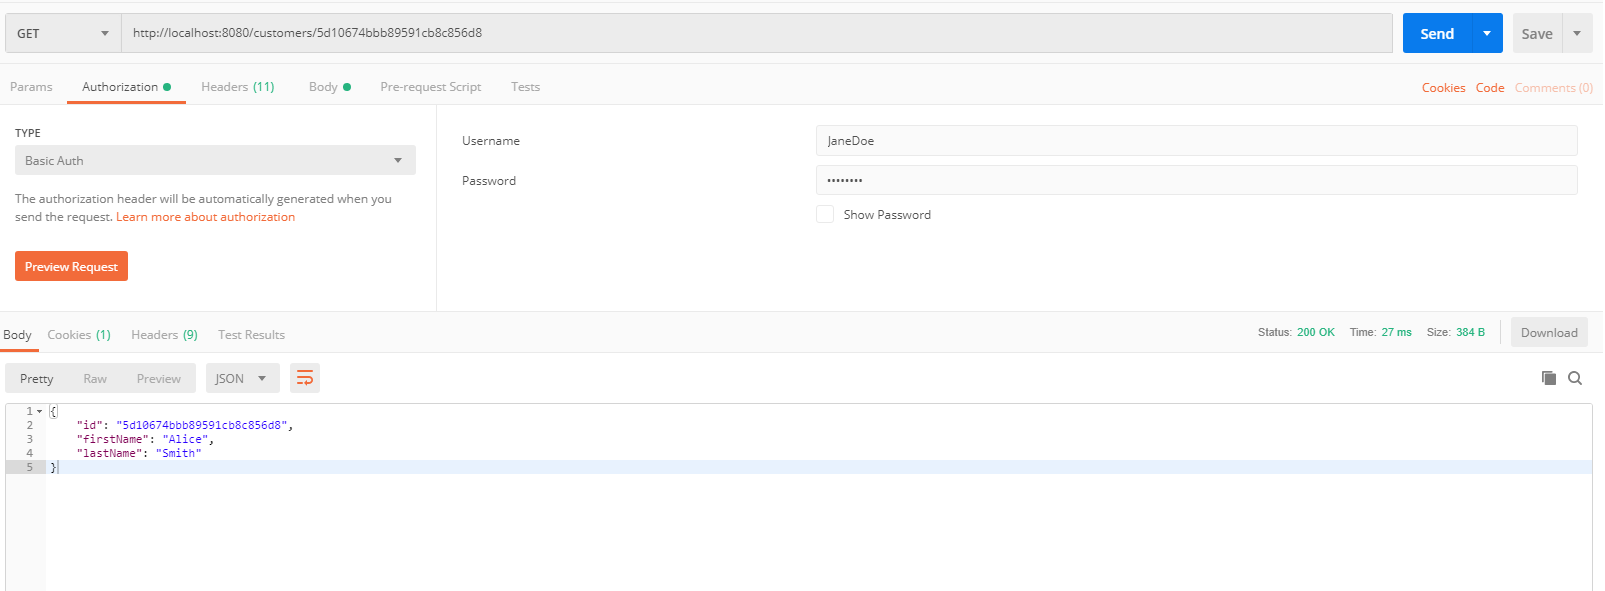 GET http://localhost:8080/customers/5d10674bbb89591cb8c856d8 Send Save
Params Authorization Headers (11) Body Pre-request Script Tests Cookies Code Comments (0)
TYPE
Basic Auth
The authorization header will be automatically generated when you
send the request. Learn more about authorization
Preview Request
Username JaneDoe
Password ••••••••
Show Password
Body Cookies (1) Headers (9) Test Results Status: 200 OK Time: 27 ms Size: 384 B Download
Pretty Raw Preview JSON
1 {
2 "id": "5d10674bbb89591cb8c856d8",
3 "firstName": "Alice",
4 "lastName": "Smith"
5 }